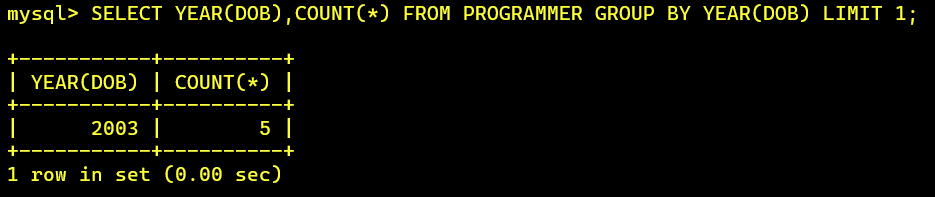 mysql> SELECT YEAR(DOB),COUNT(*) FROM PROGRAMMER GROUP BY YEAR(DOB) LIMIT 1;
+-----------+----------+
| YEAR(DOB) | COUNT(*) |
+-----------+----------+
|      2003 |        5 |
+-----------+----------+
1 row in set (0.00 sec)